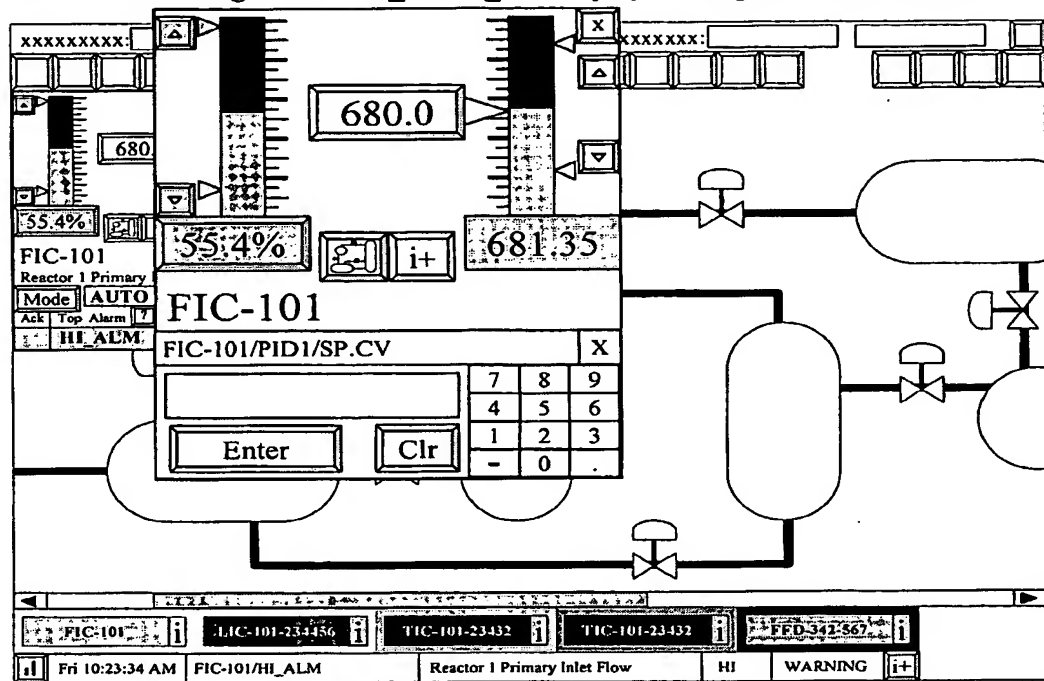 xxxxxxxxx:
X
xxxxxxx:
680.0
680.
55.4%
55.4%
i+
681.35
FIC-101
Reactor 1 Primary
Mode AUTO
Ack Top Alarm 7
HI_ALM
FIC-101
FIC-101/PID1/SP.CV X
7 8 9
4 5 6
1 2 3
- 0 .
Enter Clr
FIC-101 i LIC-101-234456 i TIC-101-23432 i TIC-101-23432 i FFD-342-567 i
Fri 10:23:34 AM FIC-101/HI_ALM Reactor 1 Primary Inlet Flow HI WARNING i+